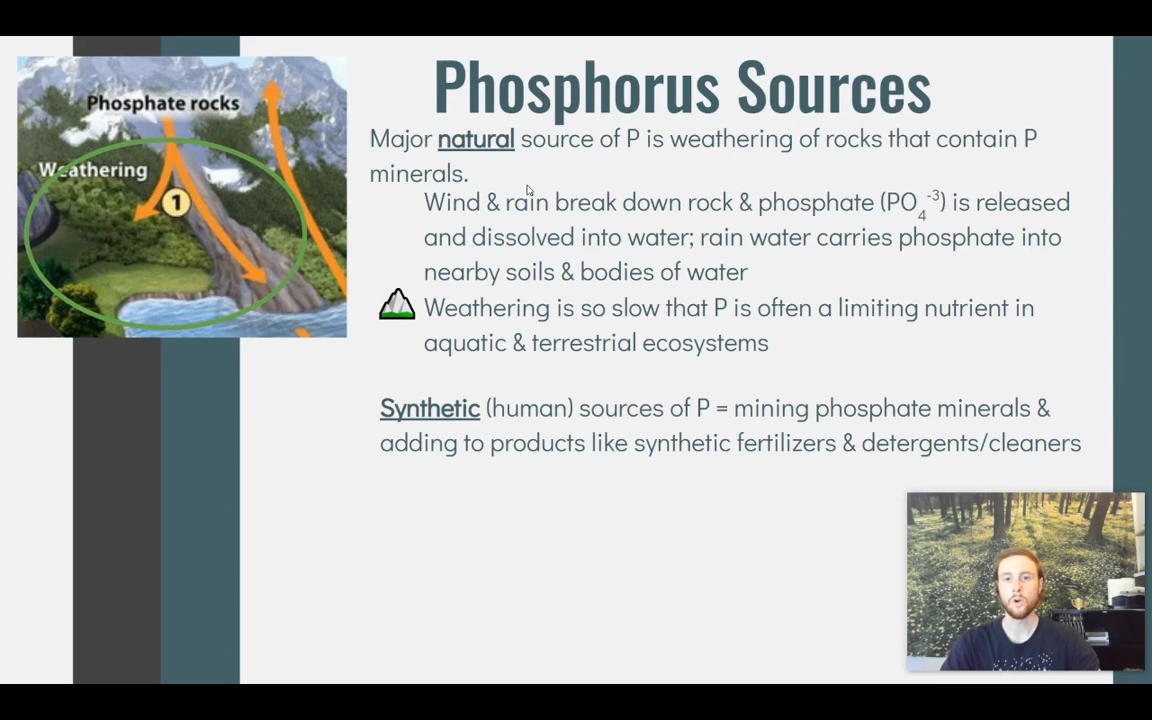 Phosphorus Sources
Phosphate rocks
Weathering
1
Major natural source of P is weathering of rocks that contain P
minerals.
Wind & rain break down rock & phosphate (PO₄⁻³) is released
and dissolved into water; rain water carries phosphate into
nearby soils & bodies of water
Weathering is so slow that P is often a limiting nutrient in
aquatic & terrestrial ecosystems
Synthetic (human) sources of P = mining phosphate minerals &
adding to products like synthetic fertilizers & detergents/cleaners